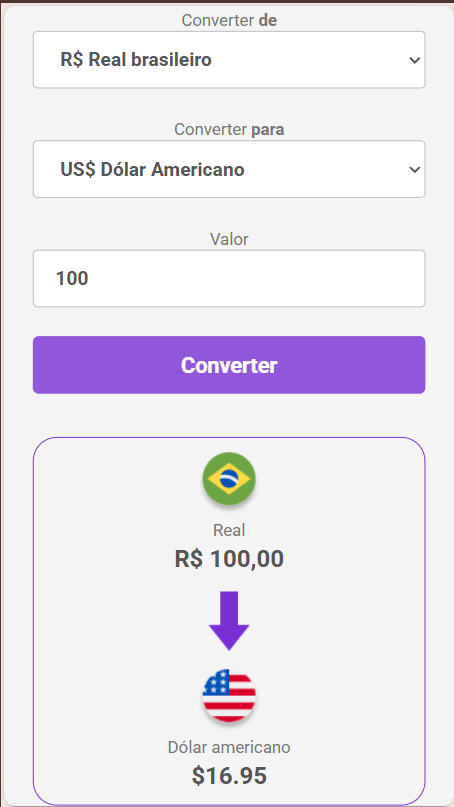 Converter de
R$ Real brasileiro
Converter para
US$ Dólar Americano
Valor
100
Converter
Real
R$ 100,00
Dólar americano
$16.95